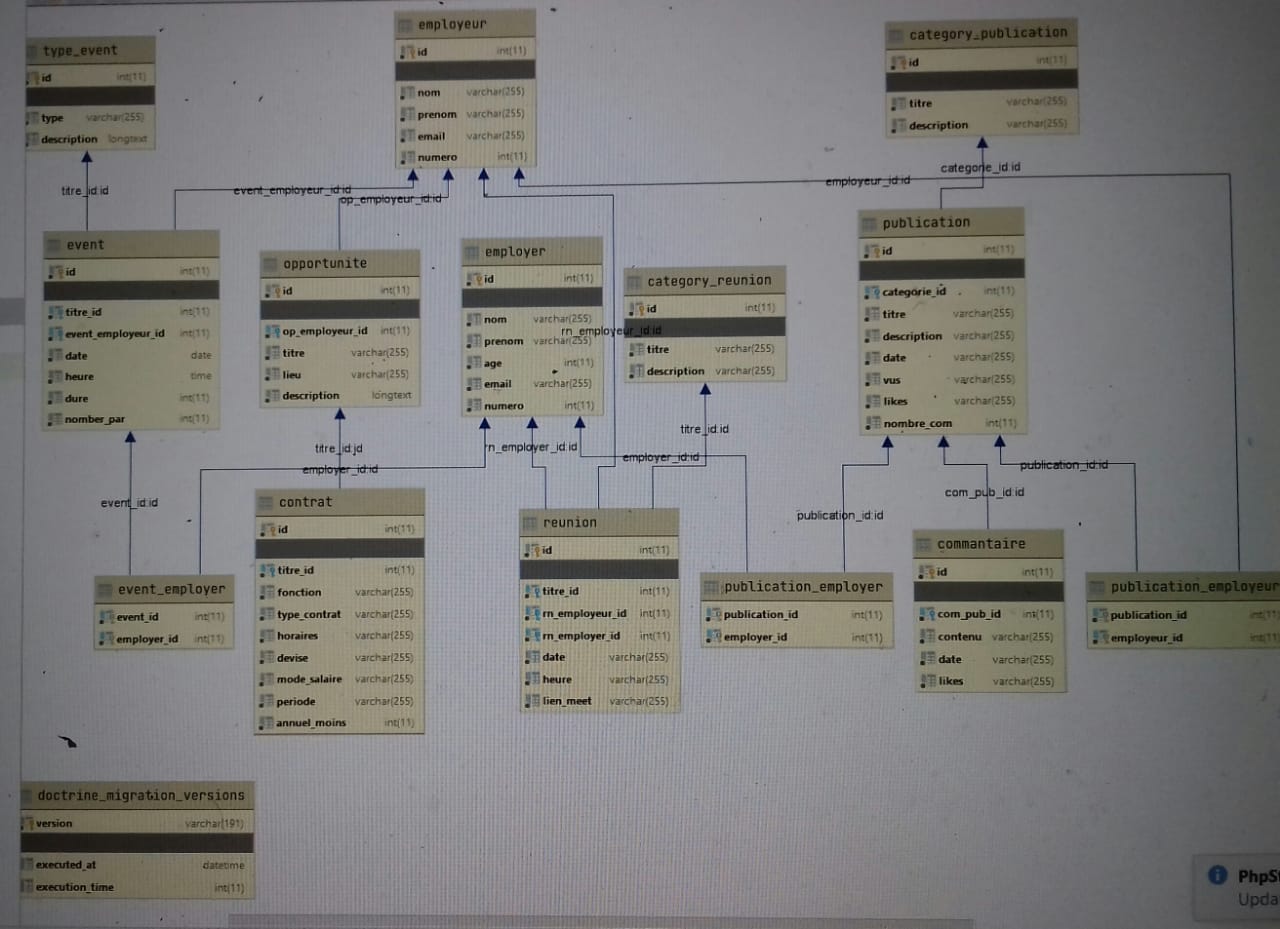 employeur
id int(11)
nom varchar(255)
prenom varchar(255)
email varchar(255)
numero int(11)
category_publication
id int(11)
titre varchar(255)
description varchar(255)
type_event
id int(11)
type varchar(255)
description longtext
titre_id:id
event_employeur_id:id
op_employeur_id:id
employeur_id:id
categorie_id:id
event
id int(11)
titre_id int(11)
event_employeur_id int(11)
date date
heure time
dure int(11)
nomber_par int(11)
opportunite
id int(11)
op_employeur_id int(11)
titre varchar(255)
lieu varchar(255)
description longtext
employer
id int(11)
nom varchar(255)
prenom varchar(255)
age int(11)
email varchar(255)
numero int(11)
rn_employeur_id:id
category_reunion
id int(11)
titre varchar(255)
description varchar(255)
publication
id int(11)
categorie_id int(11)
titre varchar(255)
description varchar(255)
date varchar(255)
vus varchar(255)
likes varchar(255)
nombre_com int(11)
titre_id:id
employer_id:id
rn_employer_id:id
titre_id:id
employer_id:id
event_id:id
publication_id:id
com_pub_id:id
publication_id:id
contrat
id int(11)
titre_id int(11)
fonction varchar(255)
type_contrat varchar(255)
horaires varchar(255)
devise varchar(255)
mode_salaire varchar(255)
periode varchar(255)
annuel_moins int(11)
reunion
id int(11)
titre_id int(11)
rn_employeur_id int(11)
rn_employer_id int(11)
date varchar(255)
heure varchar(255)
lien_meet varchar(255)
event_employer
event_id int(11)
employer_id int(11)
publication_employer
publication_id int(11)
employer_id int(11)
commantaire
id int(11)
com_pub_id int(11)
contenu varchar(255)
date varchar(255)
likes varchar(255)
publication_employeur
publication_id int(11)
employeur_id int(11)
doctrine_migration_versions
version varchar(191)
executed_at datetime
execution_time int(11)
PhpS
Upda